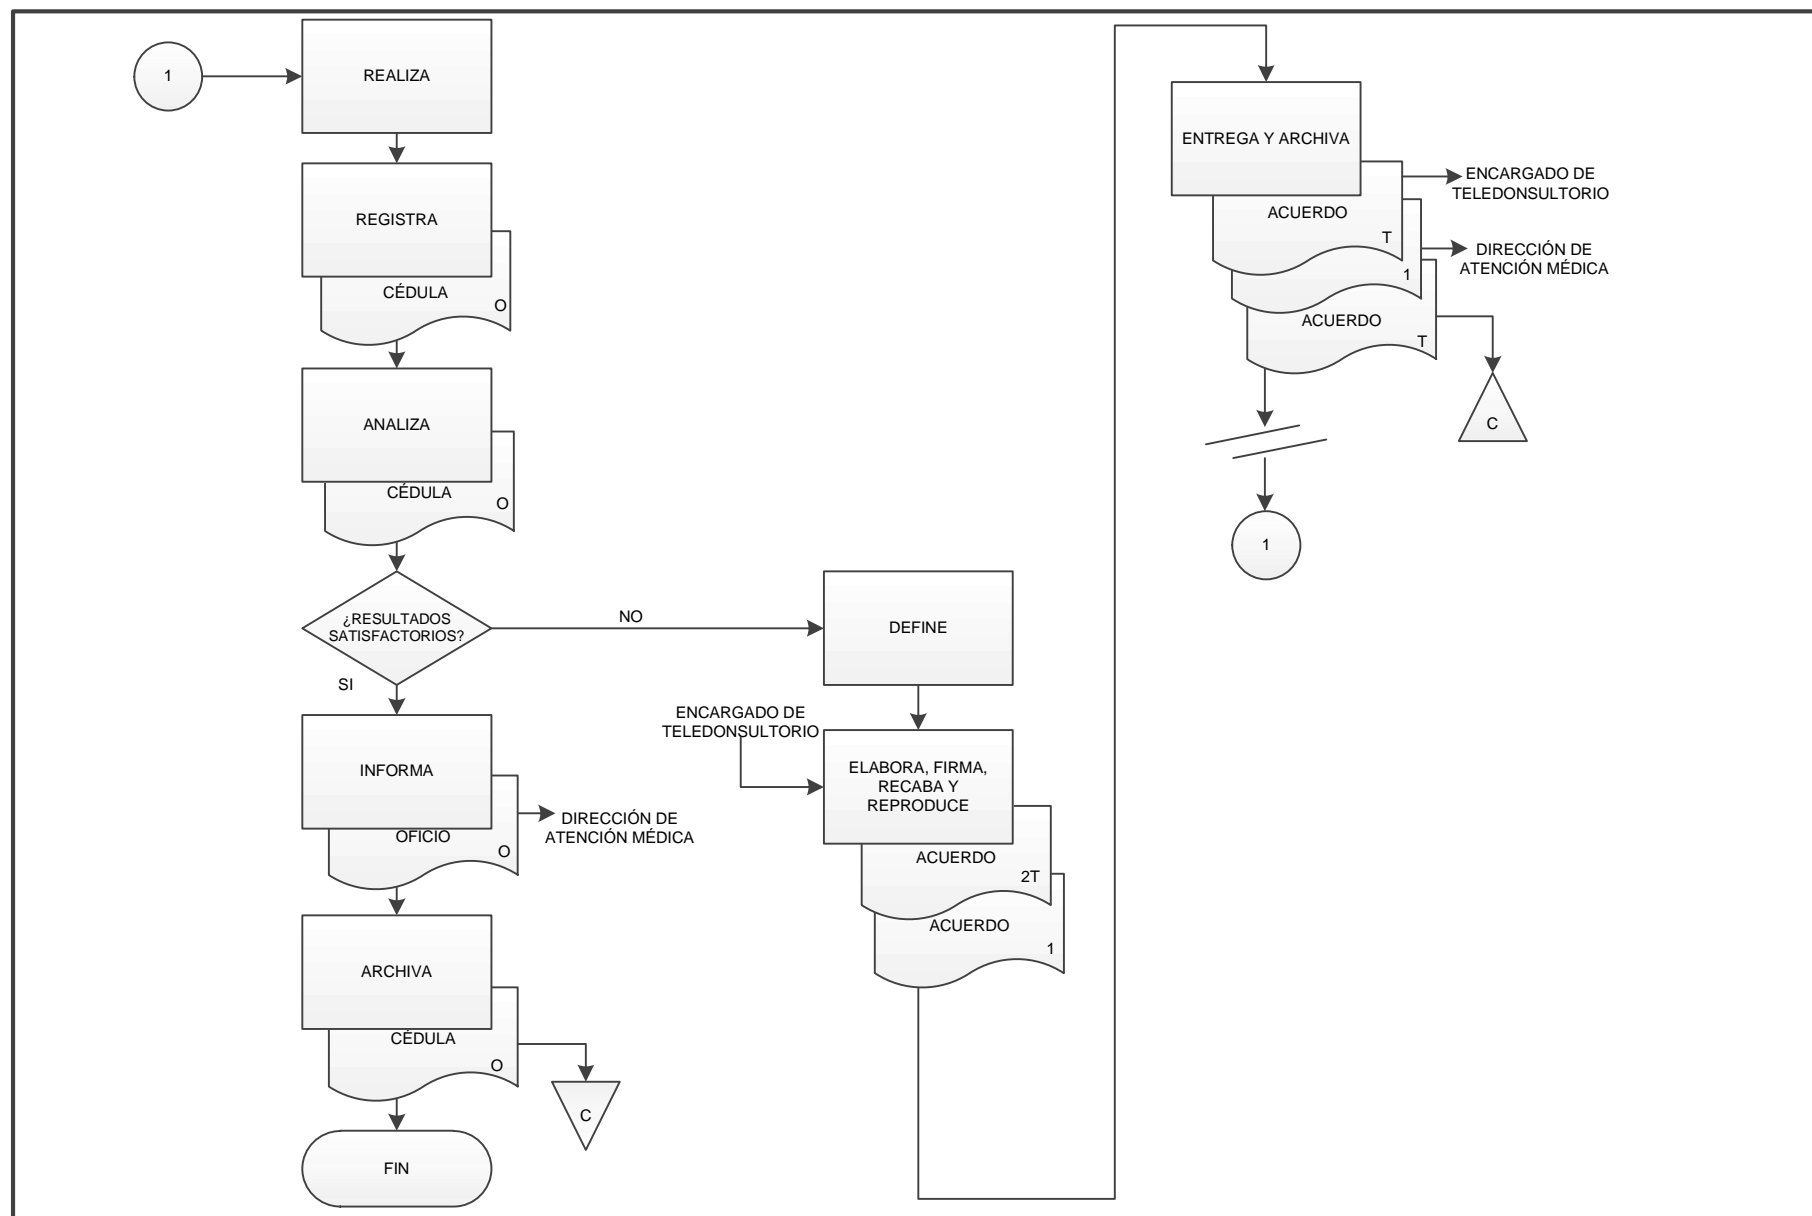 1
REALIZA
REGISTRA
CÉDULA
O
ANALIZA
CÉDULA
O
¿RESULTADOS
SATISFACTORIOS?
NO
SI
INFORMA
OFICIO
O
DIRECCIÓN DE
ATENCIÓN MÉDICA
ARCHIVA
CÉDULA
O
C
FIN
DEFINE
ENCARGADO DE
TELEDONSULTORIO
ELABORA, FIRMA,
RECABA Y
REPRODUCE
ACUERDO
2T
ACUERDO
1
ENTREGA Y ARCHIVA
ENCARGADO DE
TELEDONSULTORIO
ACUERDO
T
DIRECCIÓN DE
ATENCIÓN MÉDICA
1
ACUERDO
T
C
1